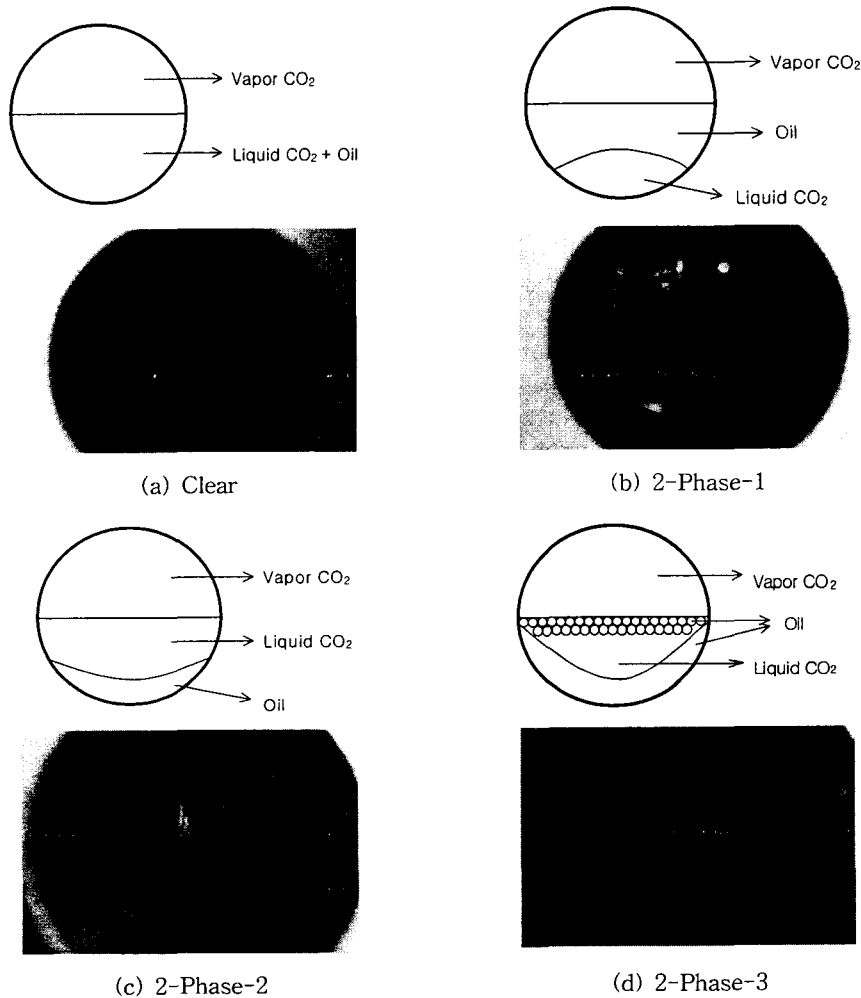 Vapor CO₂
Liquid CO₂ + Oil
Vapor CO₂
Oil
Liquid CO₂
(a) Clear
(b) 2-Phase-1
Vapor CO₂
Liquid CO₂
Oil
Vapor CO₂
Oil
Liquid CO₂
(c) 2-Phase-2
(d) 2-Phase-3